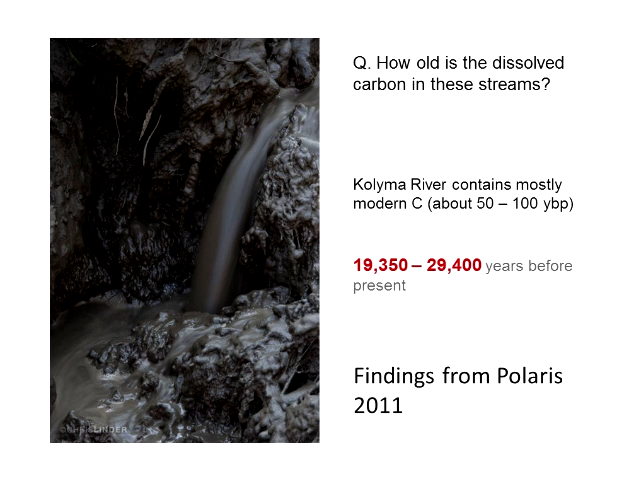 Q. How old is the dissolved
carbon in these streams?
Kolyma River contains mostly
modern C (about 50 – 100 ybp)
19,350 – 29,400 years before
present
Findings from Polaris
2011
©CHRISLINDER